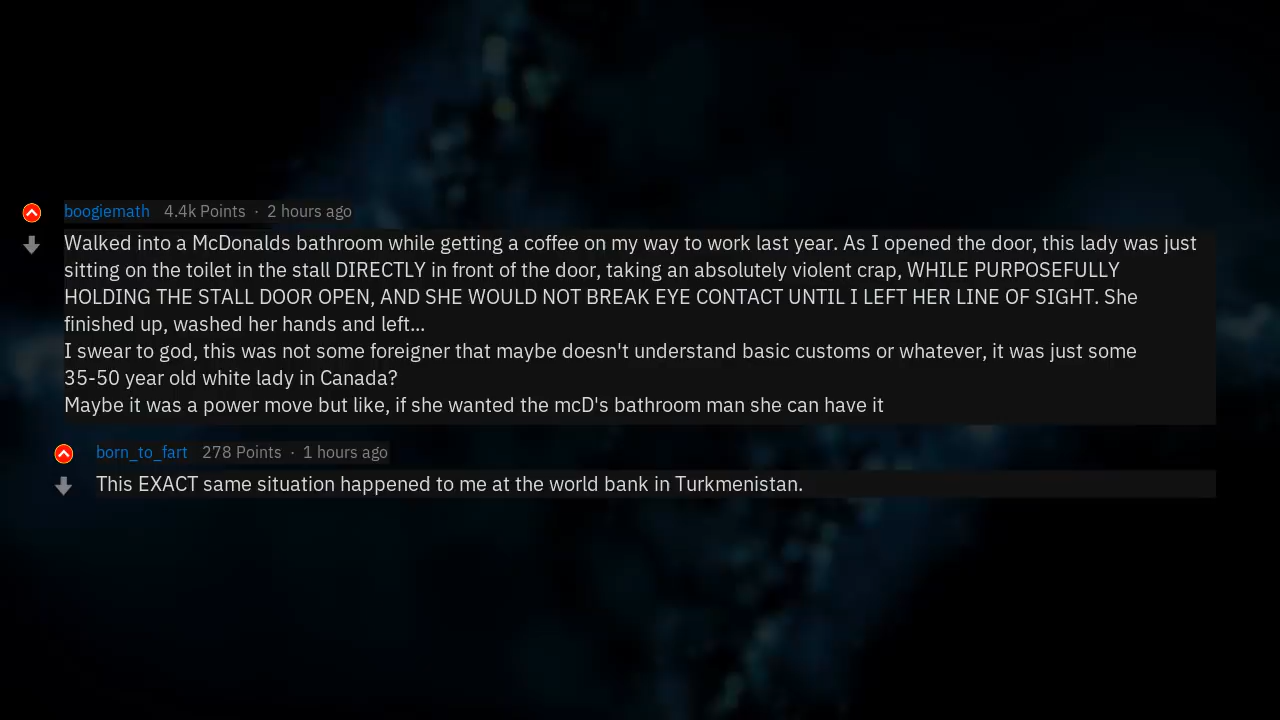 boogiemath 4.4k Points · 2 hours ago
Walked into a McDonalds bathroom while getting a coffee on my way to work last year. As I opened the door, this lady was just
sitting on the toilet in the stall DIRECTLY in front of the door, taking an absolutely violent crap, WHILE PURPOSEFULLY
HOLDING THE STALL DOOR OPEN, AND SHE WOULD NOT BREAK EYE CONTACT UNTIL I LEFT HER LINE OF SIGHT. She
finished up, washed her hands and left...
I swear to god, this was not some foreigner that maybe doesn't understand basic customs or whatever, it was just some
35-50 year old white lady in Canada?
Maybe it was a power move but like, if she wanted the mcD's bathroom man she can have it
born_to_fart 278 Points · 1 hours ago
This EXACT same situation happened to me at the world bank in Turkmenistan.